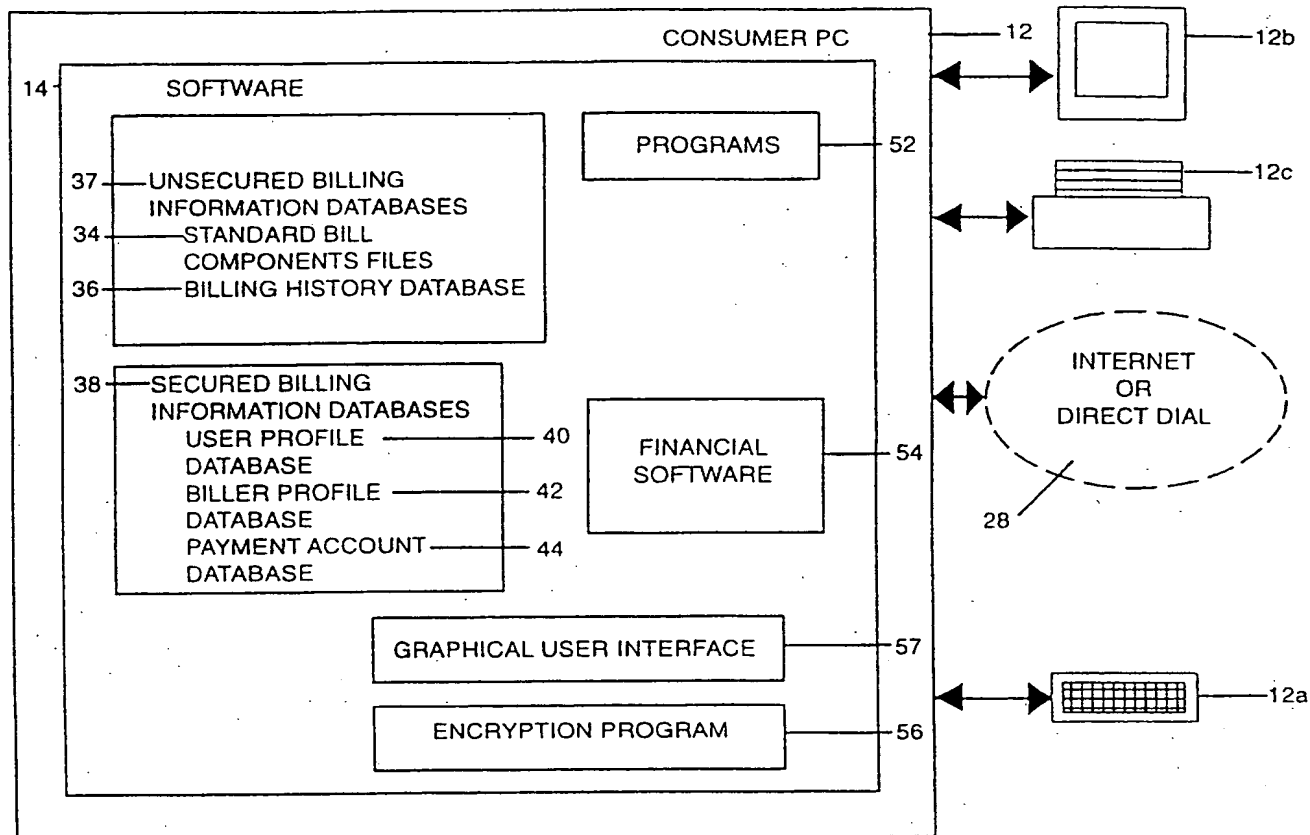 CONSUMER PC
12
12b
14
SOFTWARE
PROGRAMS
52
12c
37
UNSECURED BILLING
INFORMATION DATABASES
34
STANDARD BILL
COMPONENTS FILES
36
BILLING HISTORY DATABASE
38
SECURED BILLING
INFORMATION DATABASES
USER PROFILE
40
DATABASE
BILLER PROFILE
42
DATABASE
PAYMENT ACCOUNT
44
DATABASE
FINANCIAL
SOFTWARE
54
INTERNET
OR
DIRECT DIAL
28
GRAPHICAL USER INTERFACE
57
12a
ENCRYPTION PROGRAM
56